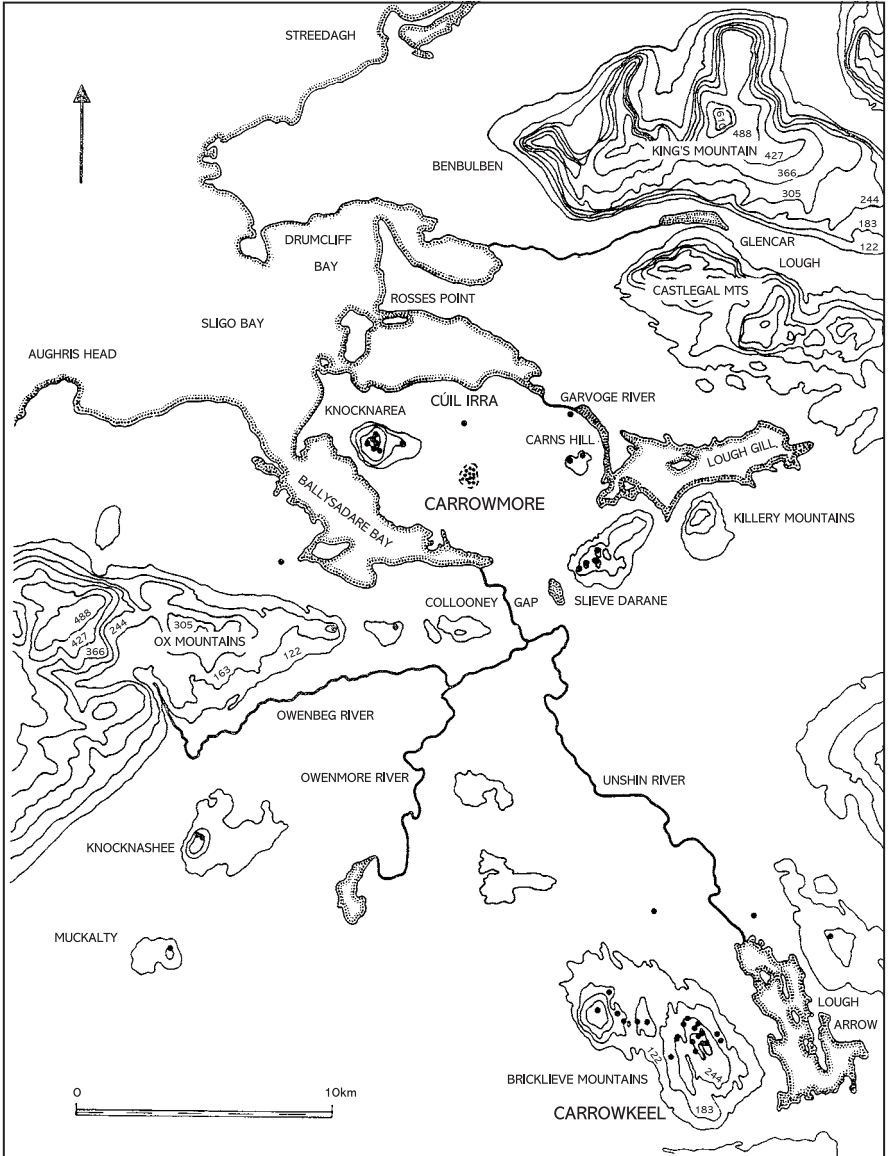 STREEDAGH
610
488
KING'S MOUNTAIN
427
BENBULBEN
366
305
244
183
122
DRUMCLIFF
BAY
GLENCAR
LOUGH
CASTLEGAL MTS
ROSSES POINT
SLIGO BAY
AUGHRIS HEAD
CÚIL IRRA
GARVOGE RIVER
KNOCKNAREA
CARNS HILL
LOUGH GILL
CARROWMORE
BALLYSADARE BAY
KILLERY MOUNTAINS
COLLOONEY GAP
SLIEVE DARANE
488
427
366
244
305
OX MOUNTAINS
163
122
OWENBEG RIVER
OWENMORE RIVER
UNSHIN RIVER
KNOCKNASHEE
MUCKALTY
LOUGH
ARROW
122
BRICKLIEVE MOUNTAINS
244
183
CARROWKEEL
0
10km